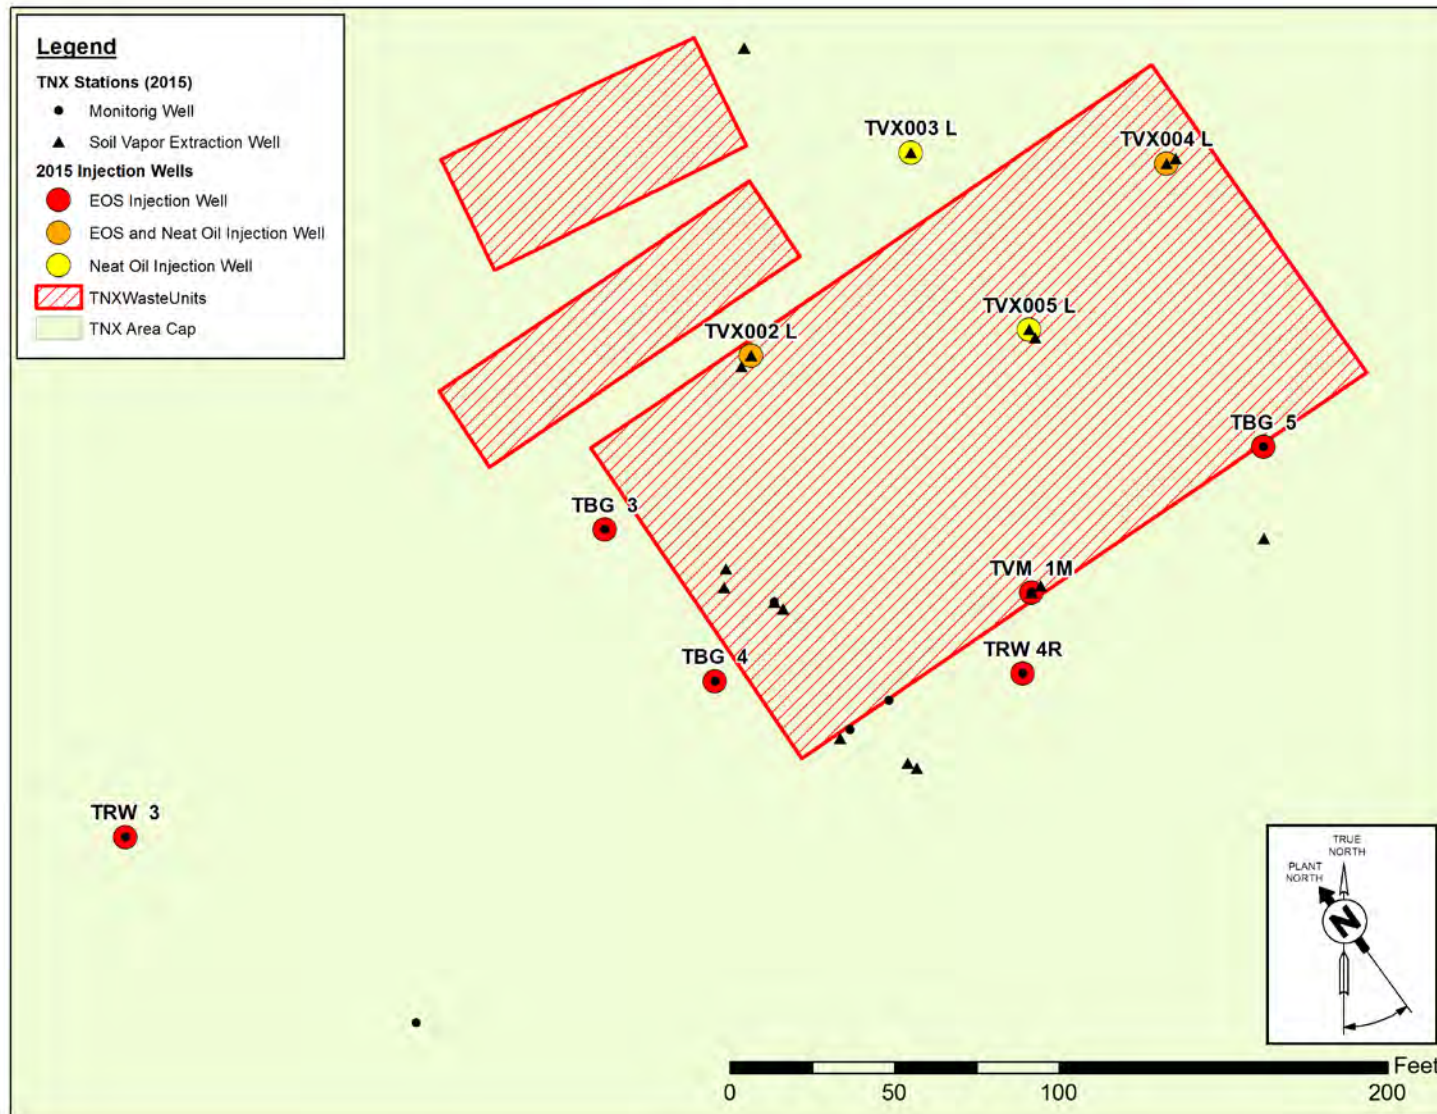 Legend
TNX Stations (2015)
Monitorig Well
Soil Vapor Extraction Well
2015 Injection Wells
EOS Injection Well
EOS and Neat Oil Injection Well
Neat Oil Injection Well
TNXWasteUnits
TNX Area Cap
TVX003 L
TVX004 L
TVX005 L
TVX002 L
TBG 5
TBG 3
TVM 1M
TBG 4
TRW 4R
TRW 3
TRUE
NORTH
PLANT
NORTH
N
Feet
0 50 100 200